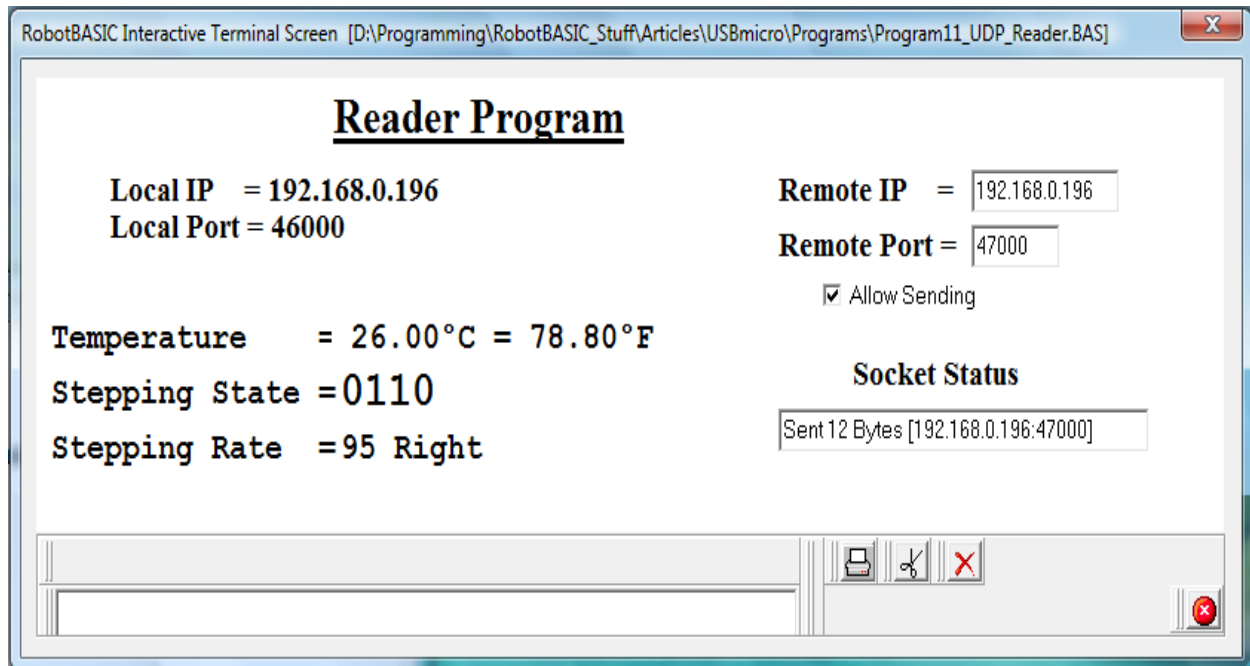 RobotBASIC Interactive Terminal Screen [D:\Programming\RobotBASIC_Stuff\Articles\USBmicro\Programs\Program11_UDP_Reader.BAS]
Reader Program
Local IP = 192.168.0.196
Local Port = 46000
Remote IP = 192.168.0.196
Remote Port = 47000
Allow Sending
Temperature = 26.00°C = 78.80°F
Stepping State =0110
Stepping Rate =95 Right
Socket Status
Sent 12 Bytes [192.168.0.196:47000]